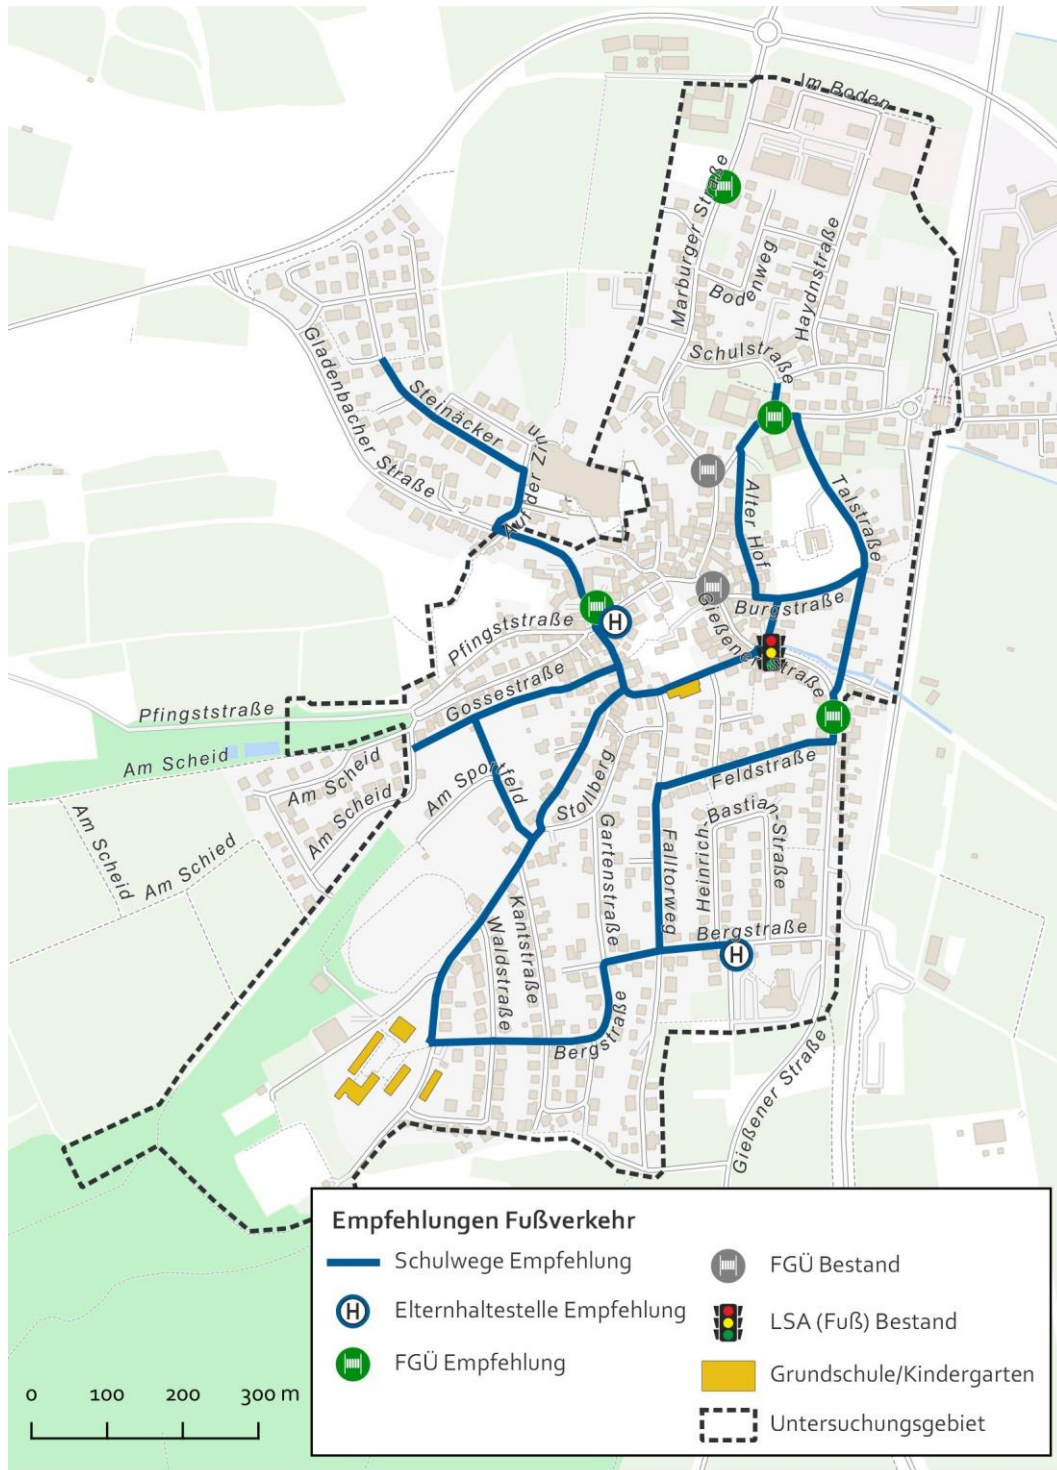 Im Boden
Marburger Straße
Bodenweg
Haydnstraße
Schulstraße
Gladenbacher Straße
Steinäcker
Auf der Zinn
Alter Hof
Talstraße
Burgstraße
Gießener Straße
Pfingststraße
Gossestraße
Pfingststraße
Am Scheid
Am Scheid
Am Scheid
Am Scheid
Am Schied
Am Sportfeld
Stollberg
Feldstraße
Gartenstraße
Falltorweg
Heinrich-Bastian-Straße
Kantstraße
Waldstraße
Bergstraße
Bergstraße
Gießener Straße
H
H
Empfehlungen Fußverkehr
Schulwege Empfehlung
H Elternhaltestelle Empfehlung
FGÜ Empfehlung
FGÜ Bestand
LSA (Fuß) Bestand
Grundschule/Kindergarten
Untersuchungsgebiet
0 100 200 300 m